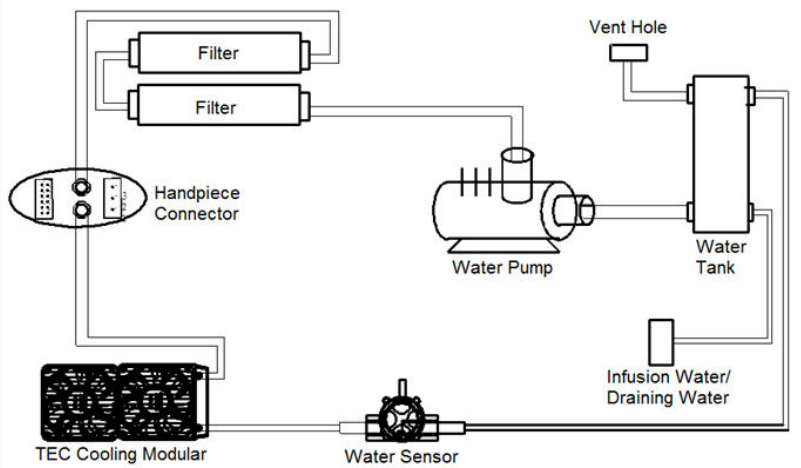 Vent Hole
Filter
Filter
Handpiece
Connector
Water Pump
Water
Tank
Infusion Water/
Draining Water
TEC Cooling Modular
Water Sensor